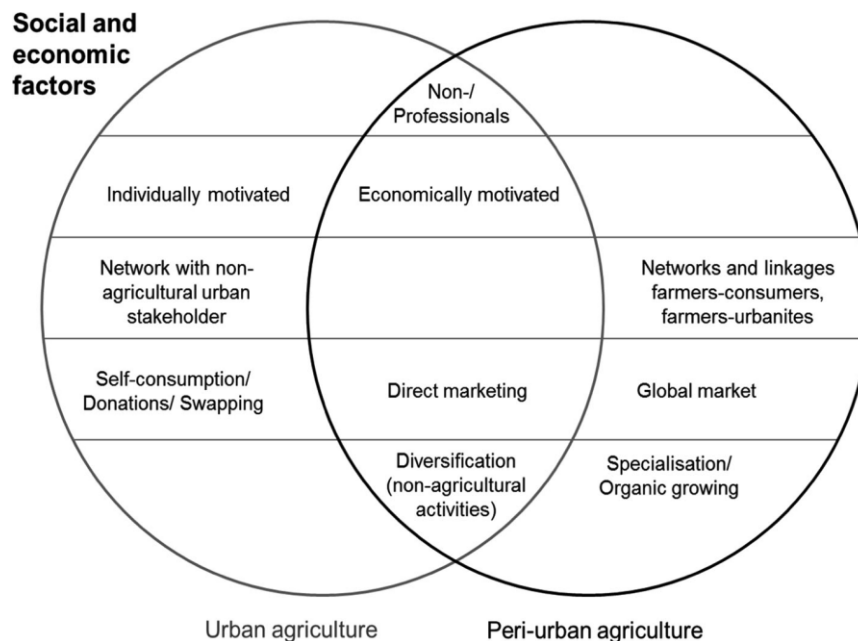 Social and
economic
factors
Non-/
Professionals
Individually motivated
Economically motivated
Network with non-
agricultural urban
stakeholder
Networks and linkages
farmers-consumers,
farmers-urbanites
Self-consumption/
Donations/ Swapping
Direct marketing
Global market
Diversification
(non-agricultural
activities)
Specialisation/
Organic growing
Urban agriculture
Peri-urban agriculture